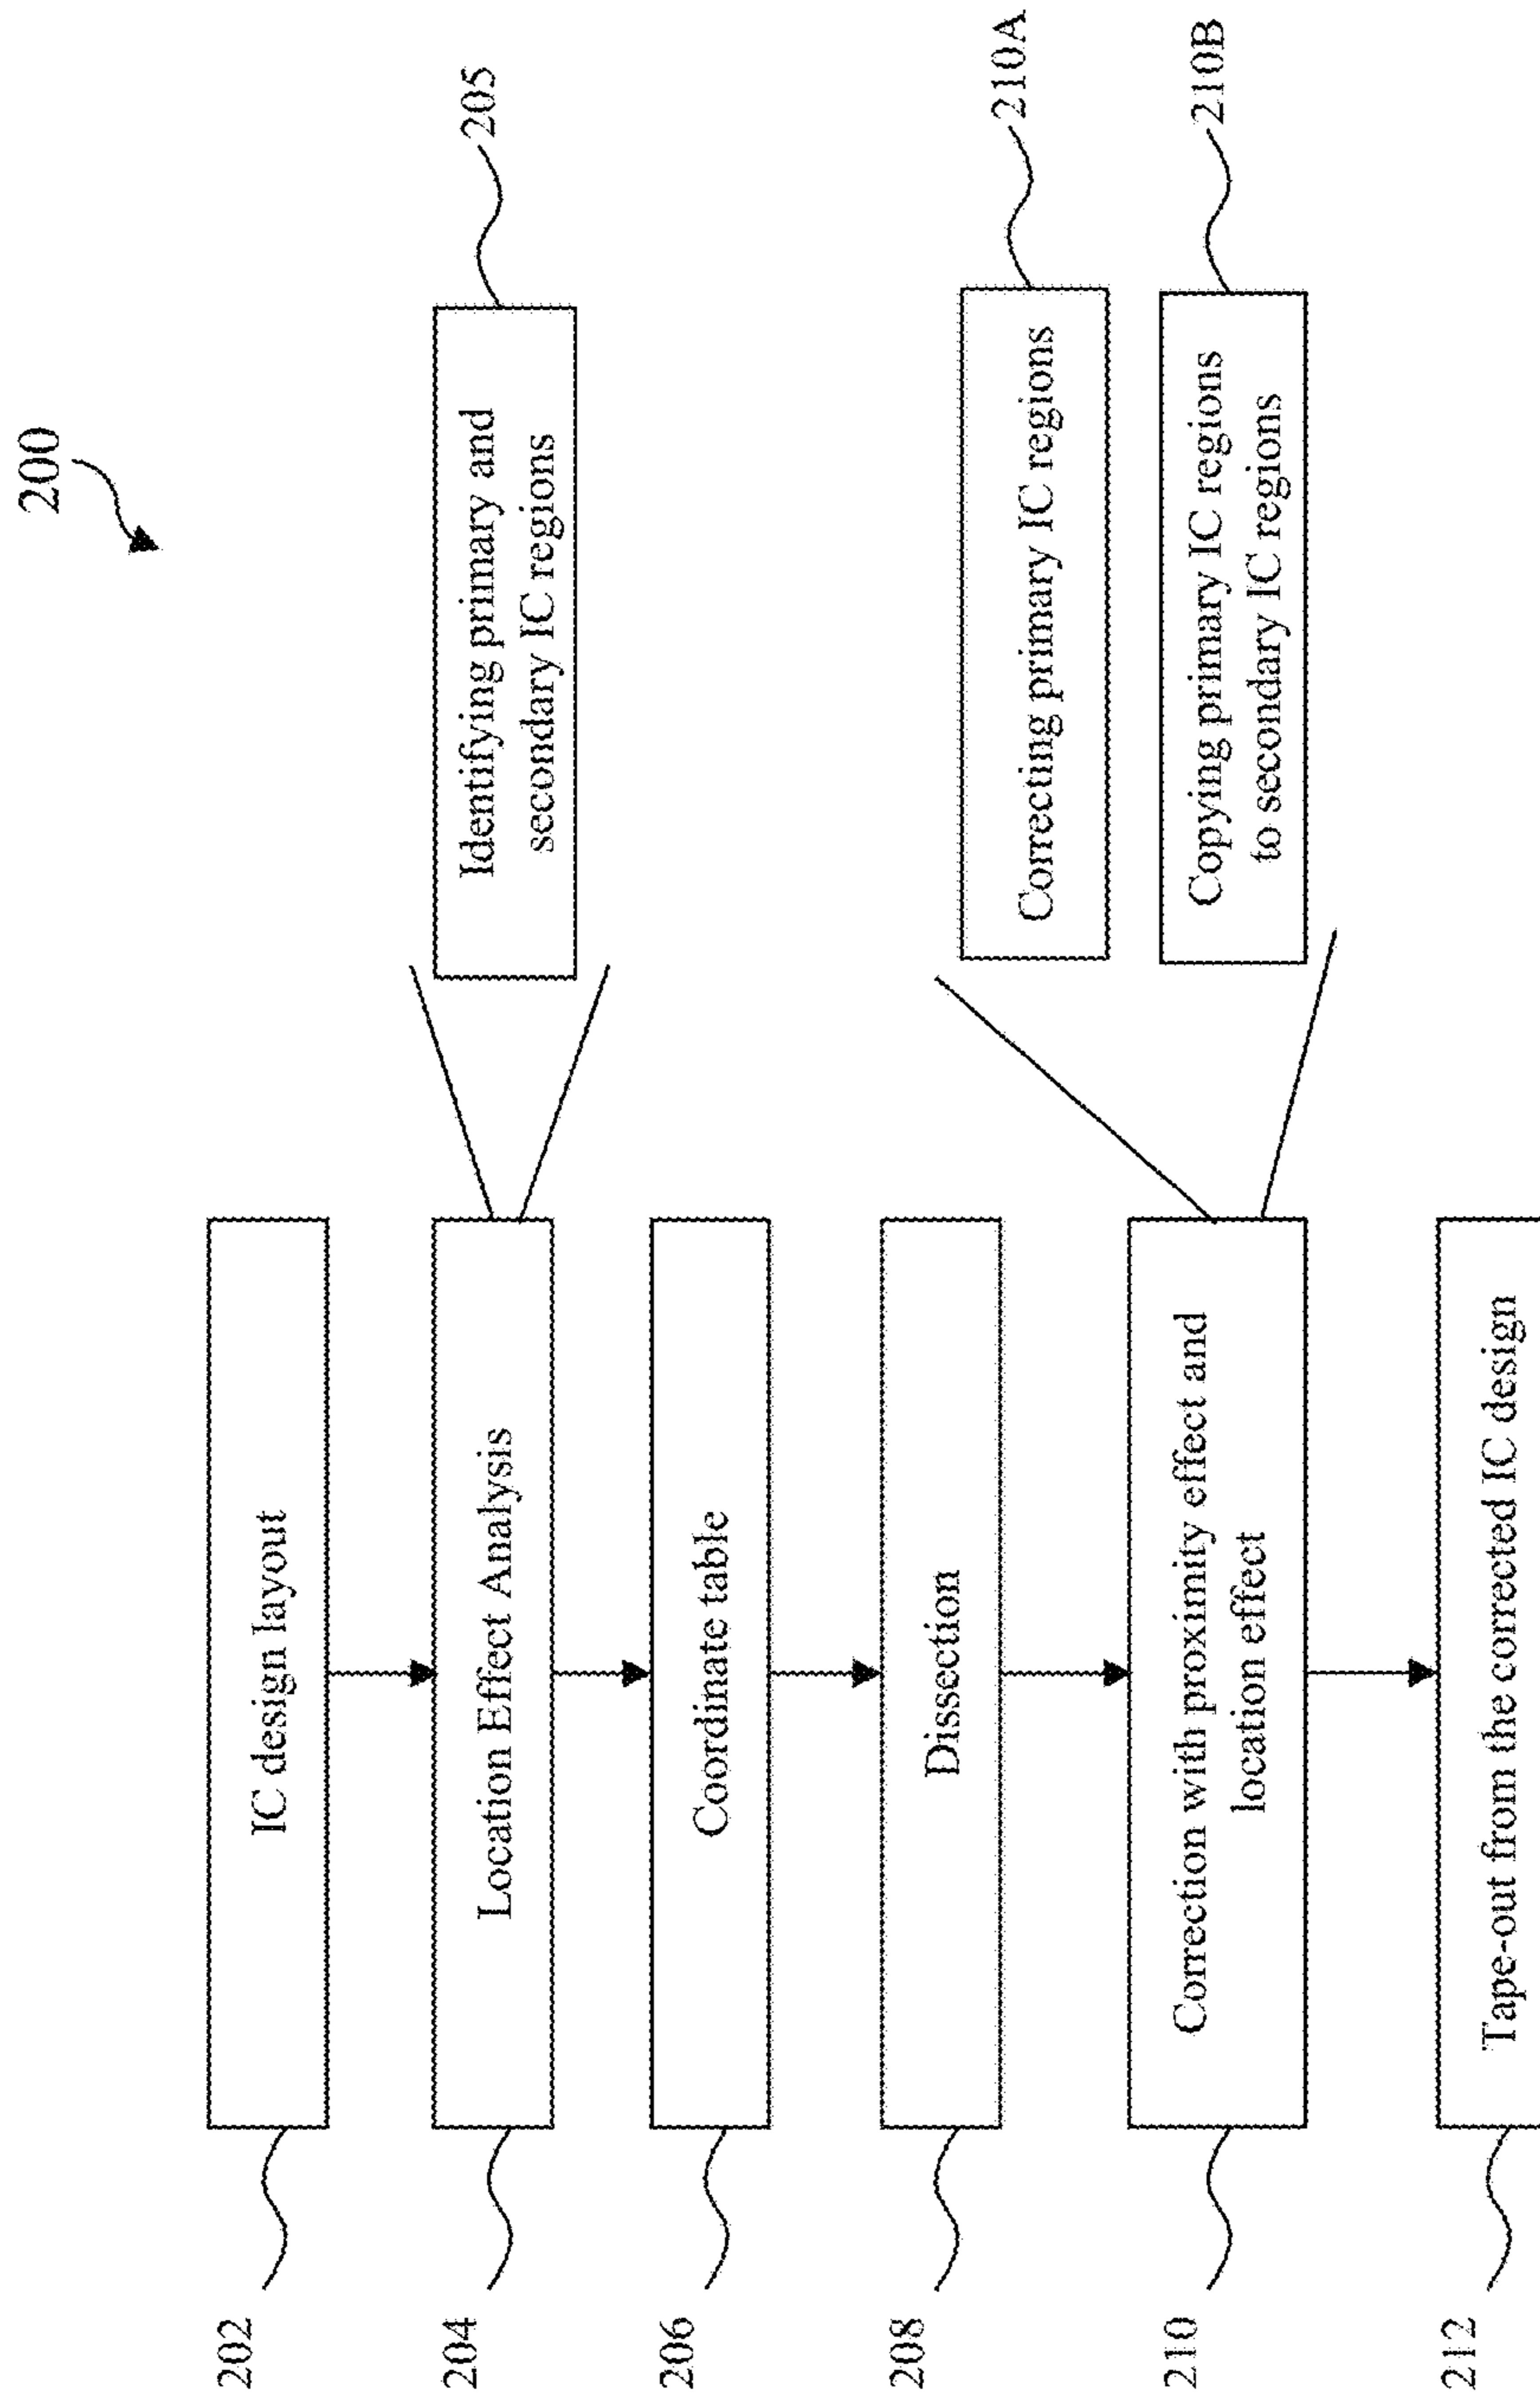 200
202
IC design layout
204
Location Effect Analysis
Identifying primary and
secondary IC regions
205
206
Coordinate table
208
Dissection
210
Correction with proximity effect and
location effect
Correcting primary IC regions
210A
Copying primary IC regions
to secondary IC regions
210B
212
Tape-out from the corrected IC design